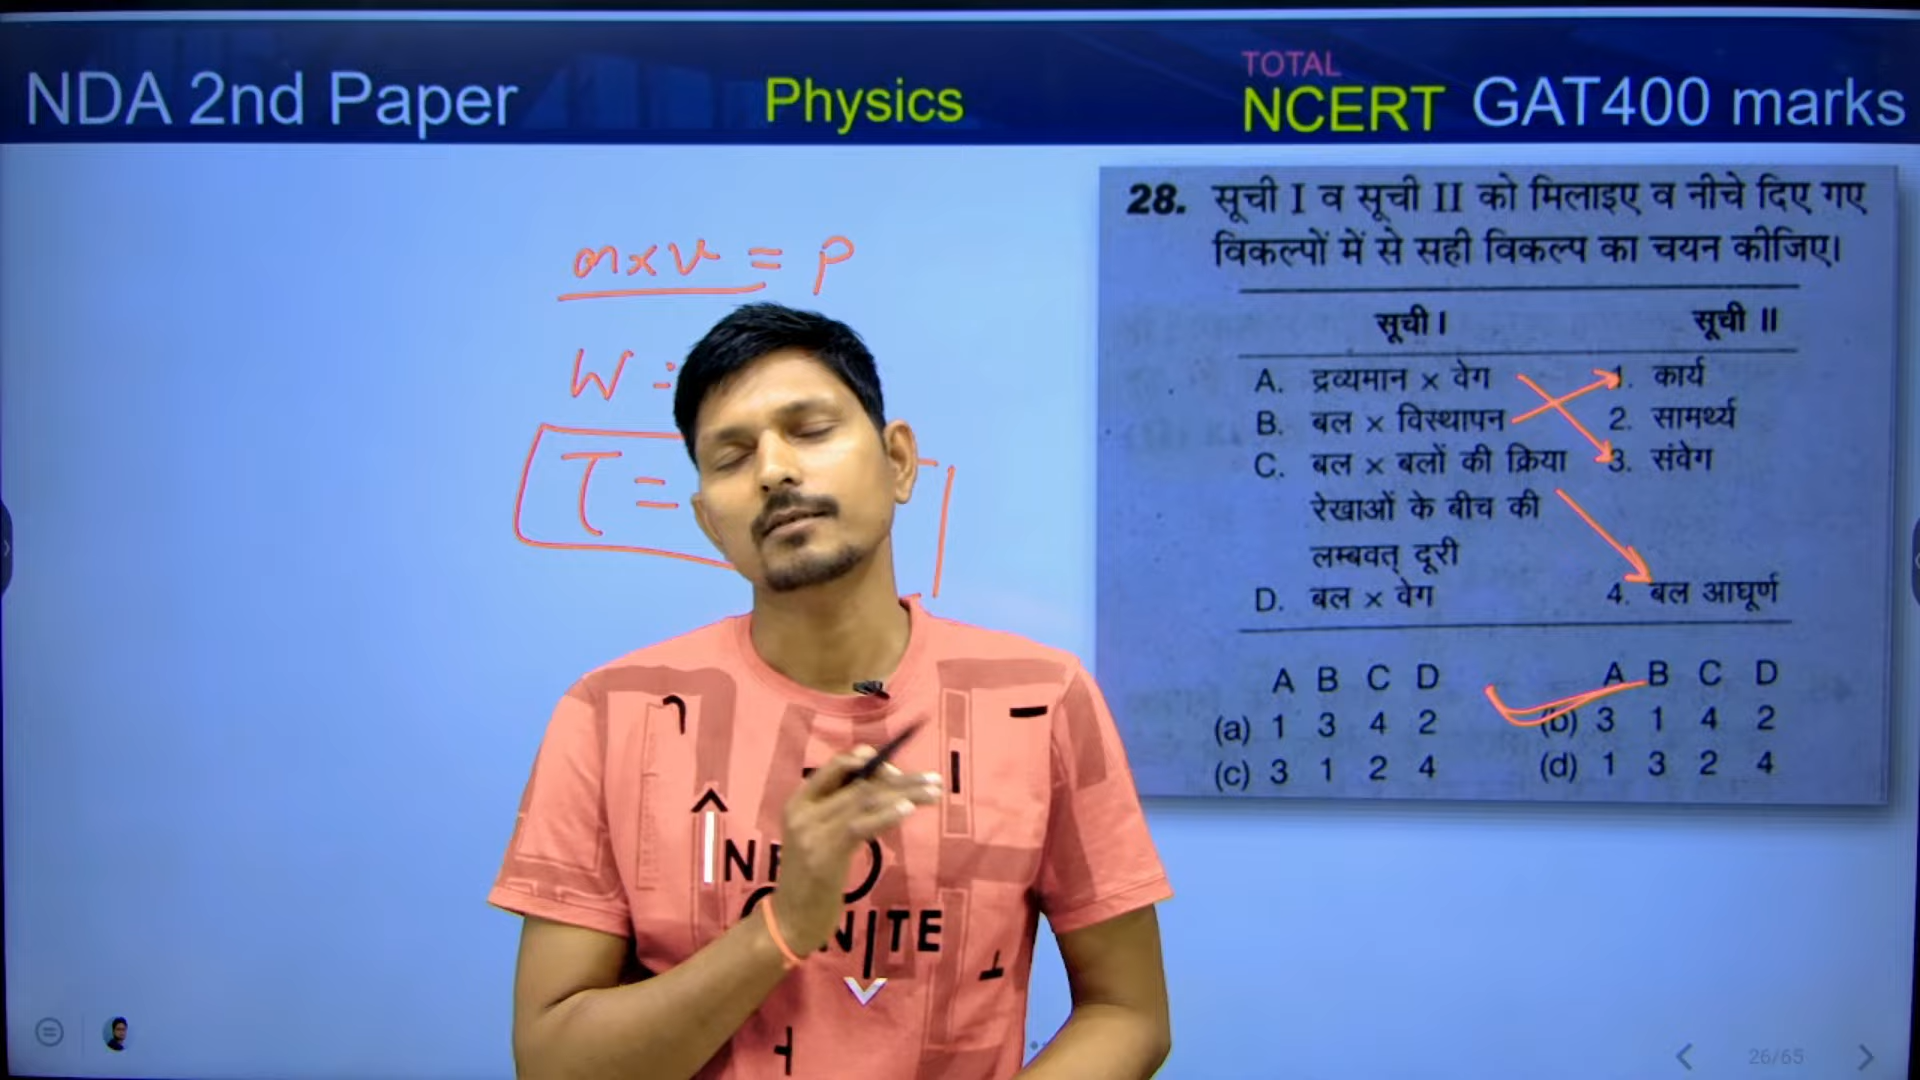 NDA 2nd Paper
Physics
TOTAL
NCERT
GAT400 marks
28. सूची I व सूची II को मिलाइए व नीचे दिए गए
विकल्पों में से सही विकल्प का चयन कीजिए।
सूची I सूची II
A. द्रव्यमान × वेग 1. कार्य
B. बल × विस्थापन 2. सामर्थ्य
C. बल × बलों की क्रिया 3. संवेग
रेखाओं के बीच की
लम्बवत् दूरी
D. बल × वेग 4. बल आघूर्ण
A B C D A B C D
(a) 1 3 4 2 (b) 3 1 4 2
(c) 3 1 2 4 (d) 1 3 2 4
m×v = P
W =
τ =
NITE
26/65